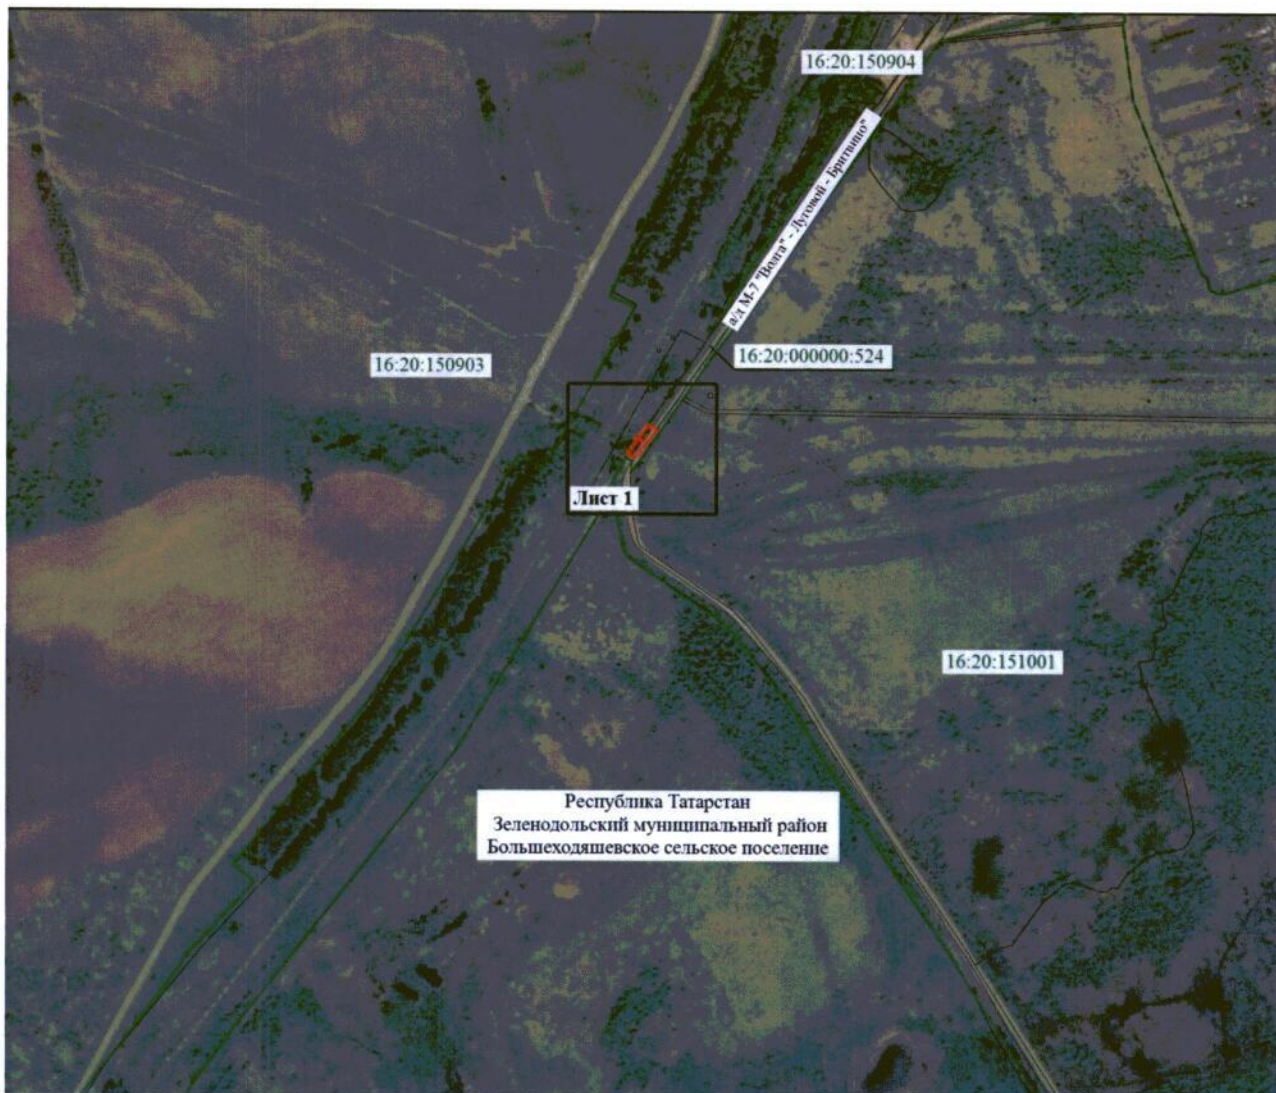 16:20:150904
а/д М-7 "Волга" - Луговой - Бритвино"
16:20:150903
16:20:000000:524
Лист 1
16:20:151001
Республика Татарстан
Зеленодольский муниципальный район
Большеходяшевское сельское поселение